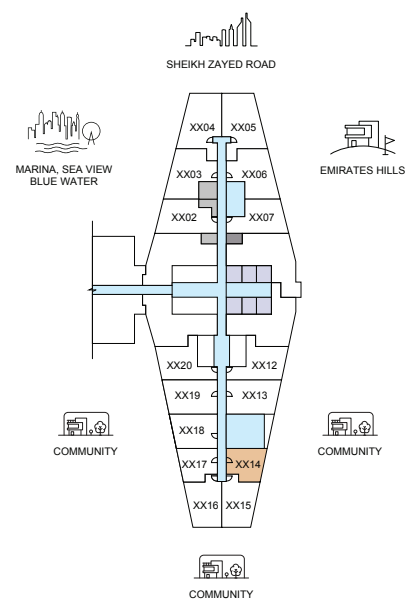 SHEIKH ZAYED ROAD
MARINA, SEA VIEW
BLUE WATER
EMIRATES HILLS
XX04 XX05
XX03 XX06
XX02 XX07
XX20 XX12
XX19 XX13
XX18
XX17 XX14
XX16 XX15
COMMUNITY
COMMUNITY
COMMUNITY